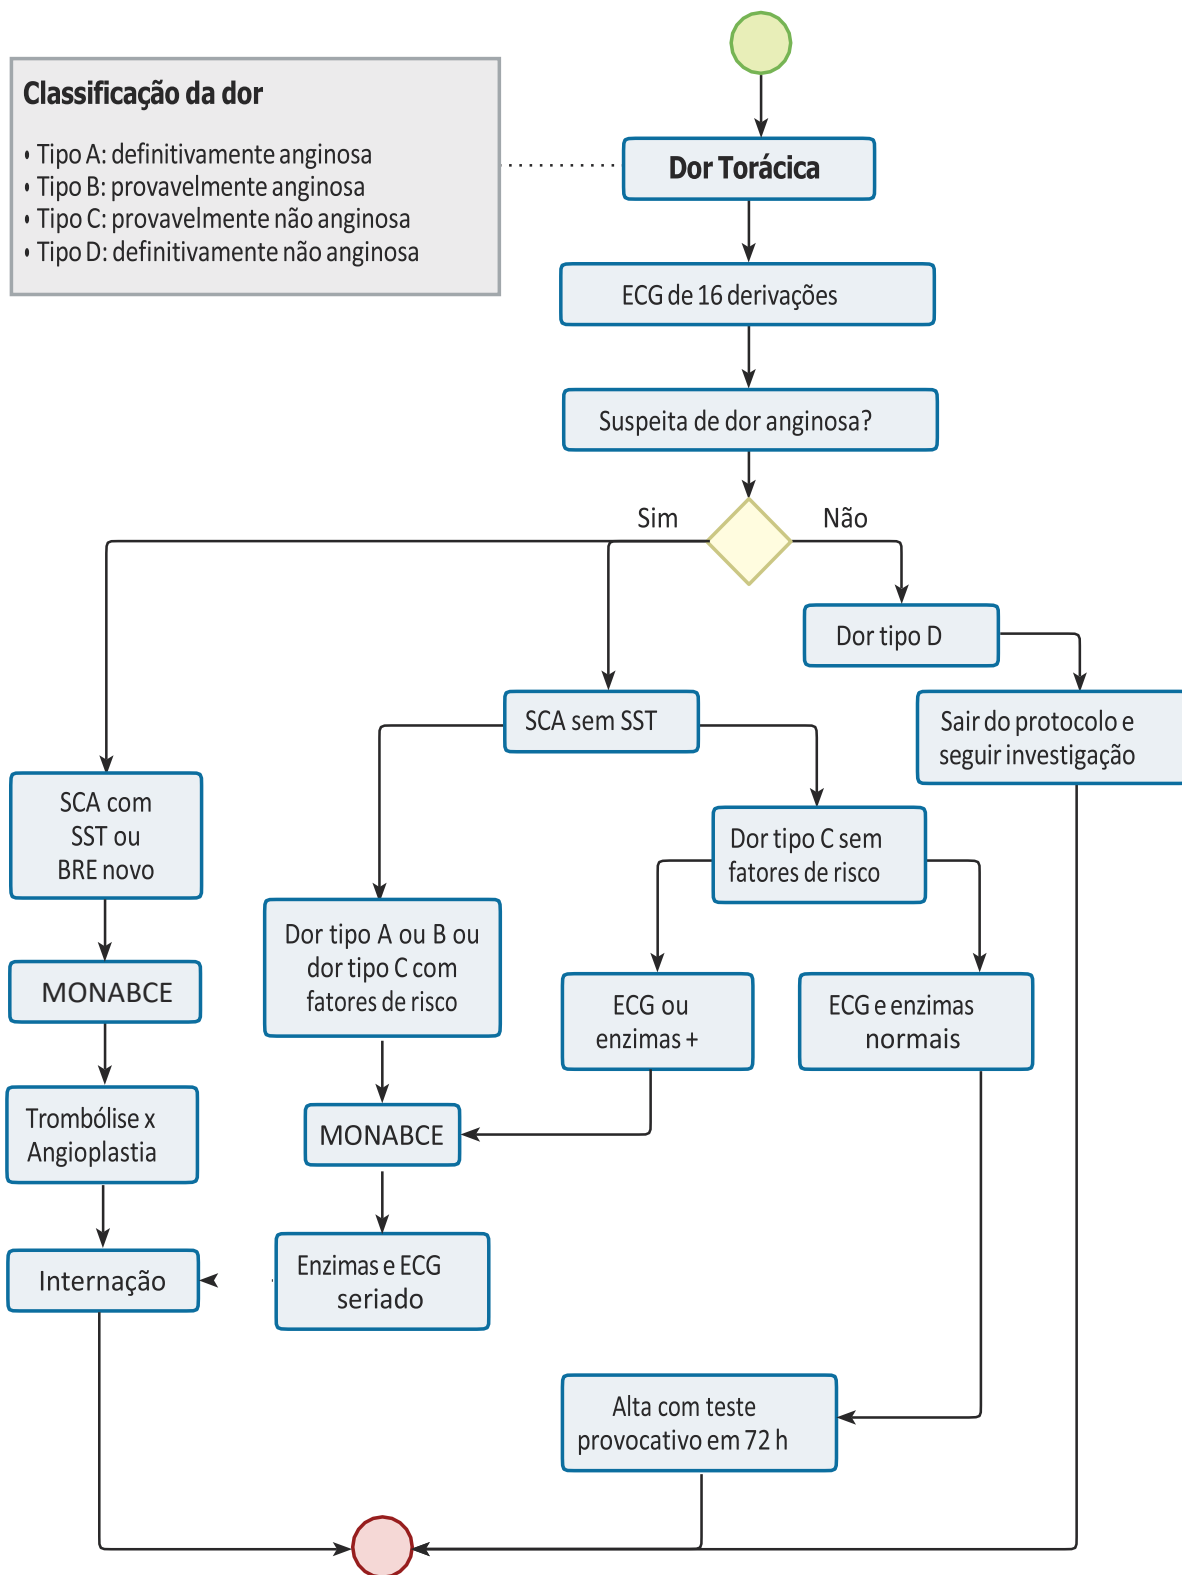 Classificação da dor
• Tipo A: definitivamente anginosa
• Tipo B: provavelmente anginosa
• Tipo C: provavelmente não anginosa
• Tipo D: definitivamente não anginosa
Dor Torácica
ECG de 16 derivações
Suspeita de dor anginosa?
Sim
Não
Dor tipo D
SCA sem SST
Sair do protocolo e
seguir investigação
SCA com
SST ou
BRE novo
Dor tipo C sem
fatores de risco
Dor tipo A ou B ou
dor tipo C com
fatores de risco
MONABCE
ECG ou
enzimas +
ECG e enzimas
normais
Trombólise x
Angioplastia
MONABCE
Internação
Enzimas e ECG
seriado
Alta com teste
provocativo em 72 h